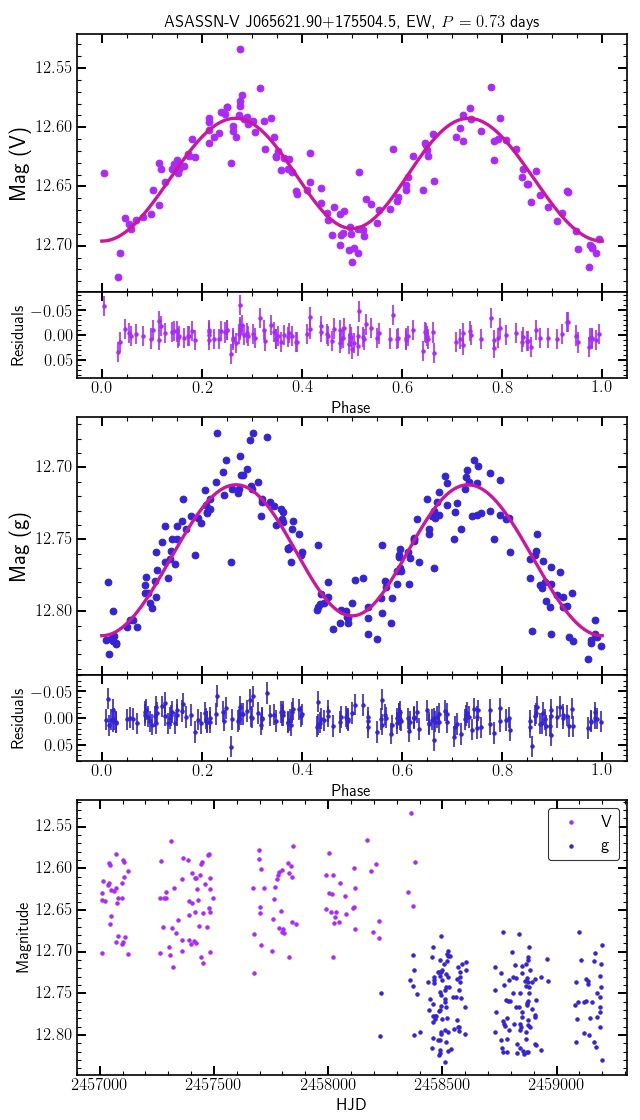 ASASSN-V J065621.90+175504.5, EW, P = 0.73 days
12.55
12.60
12.65
12.70
Mag (V)
−0.05
0.00
0.05
Residuals
0.0 0.2 0.4 0.6 0.8 1.0
Phase
12.70
12.75
12.80
Mag (g)
−0.05
0.00
0.05
Residuals
0.0 0.2 0.4 0.6 0.8 1.0
Phase
V
g
12.55
12.60
12.65
12.70
12.75
12.80
Magnitude
2457000 2457500 2458000 2458500 2459000
HJD